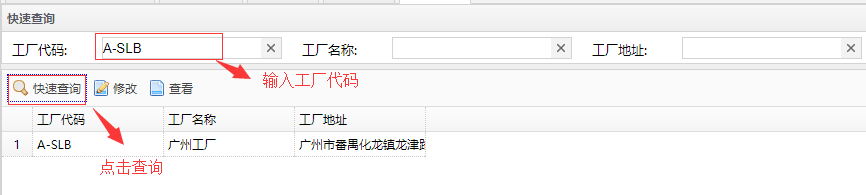 快速查询
工厂代码: A-SLB 工厂名称: 工厂地址:
输入工厂代码
快速查询 修改 查看
工厂代码 工厂名称 工厂地址
1 A-SLB 广州工厂 广州市番禺化龙镇龙津路
点击查询